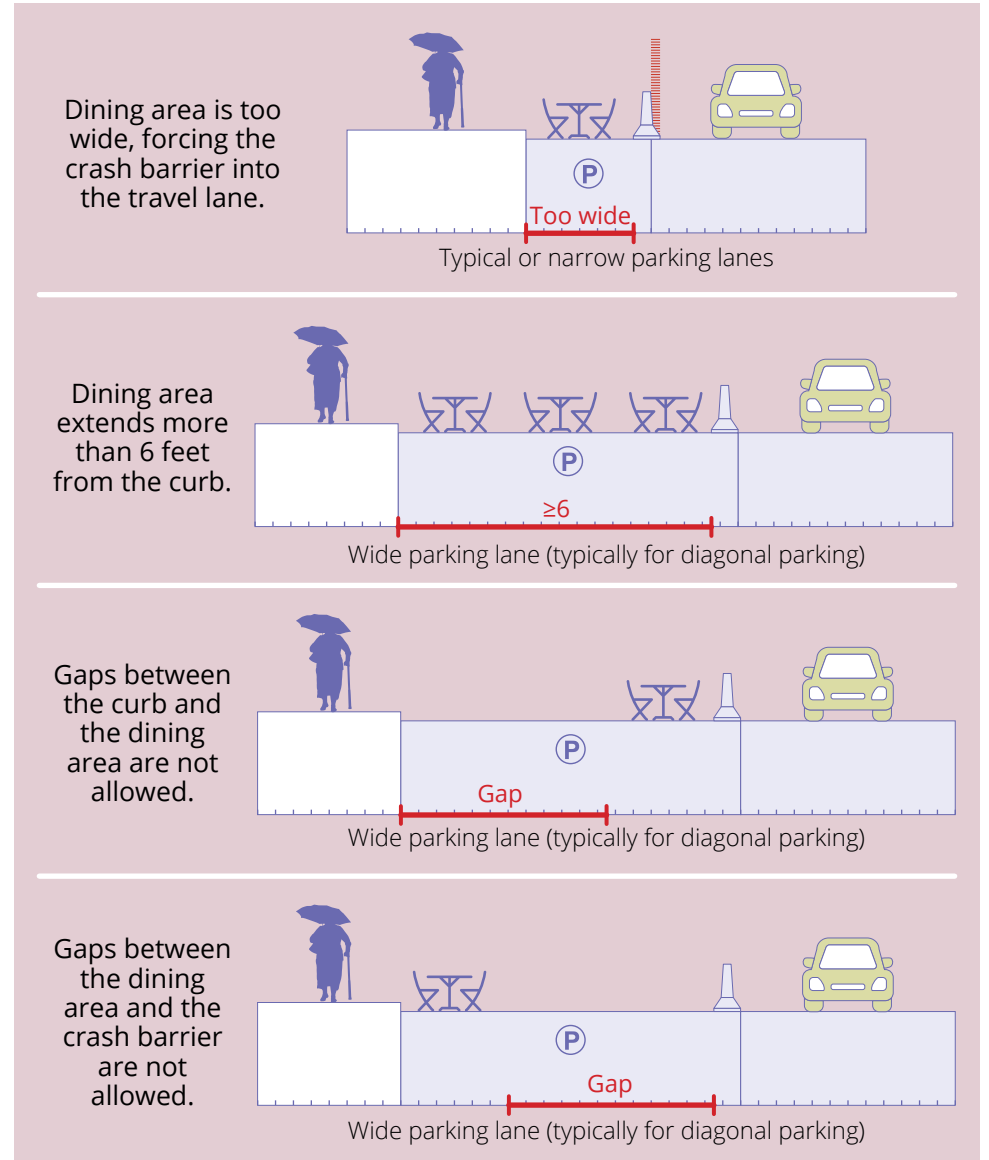 Dining area is too
wide, forcing the
crash barrier into
the travel lane.
P
Too wide
Typical or narrow parking lanes
Dining area
extends more
than 6 feet
from the curb.
P
≥6
Wide parking lane (typically for diagonal parking)
Gaps between
the curb and
the dining
area are not
allowed.
P
Gap
Wide parking lane (typically for diagonal parking)
Gaps between
the dining
area and the
crash barrier
are not
allowed.
P
Gap
Wide parking lane (typically for diagonal parking)